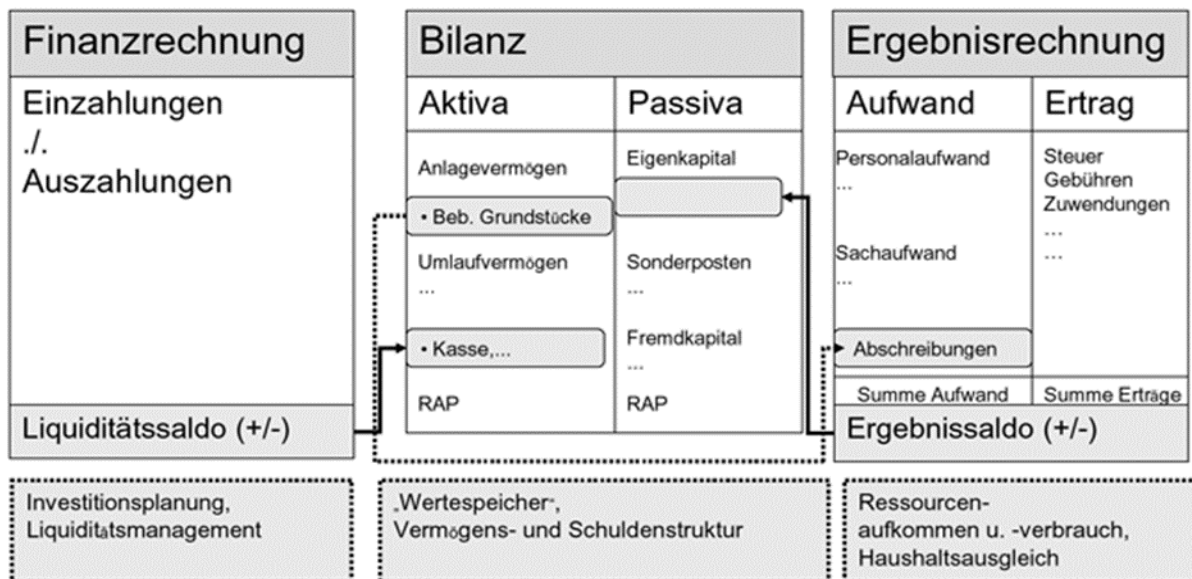 Finanzrechnung
Einzahlungen
./.
Auszahlungen
Liquiditätssaldo (+/-)
Bilanz
Aktiva
Passiva
Anlagevermögen
• Beb. Grundstücke
Umlaufvermögen
...
• Kasse,...
RAP
Eigenkapital
Sonderposten
...
Fremdkapital
...
RAP
Ergebnisrechnung
Aufwand
Ertrag
Personalaufwand
...
Sachaufwand
...
Abschreibungen
Summe Aufwand
Steuer
Gebühren
Zuwendungen
...
...
Summe Erträge
Ergebnissaldo (+/-)
Investitionsplanung,
Liquiditätsmanagement
„Wertespeicher“,
Vermögens- und Schuldenstruktur
Ressourcen-
aufkommen u. -verbrauch,
Haushaltsausgleich